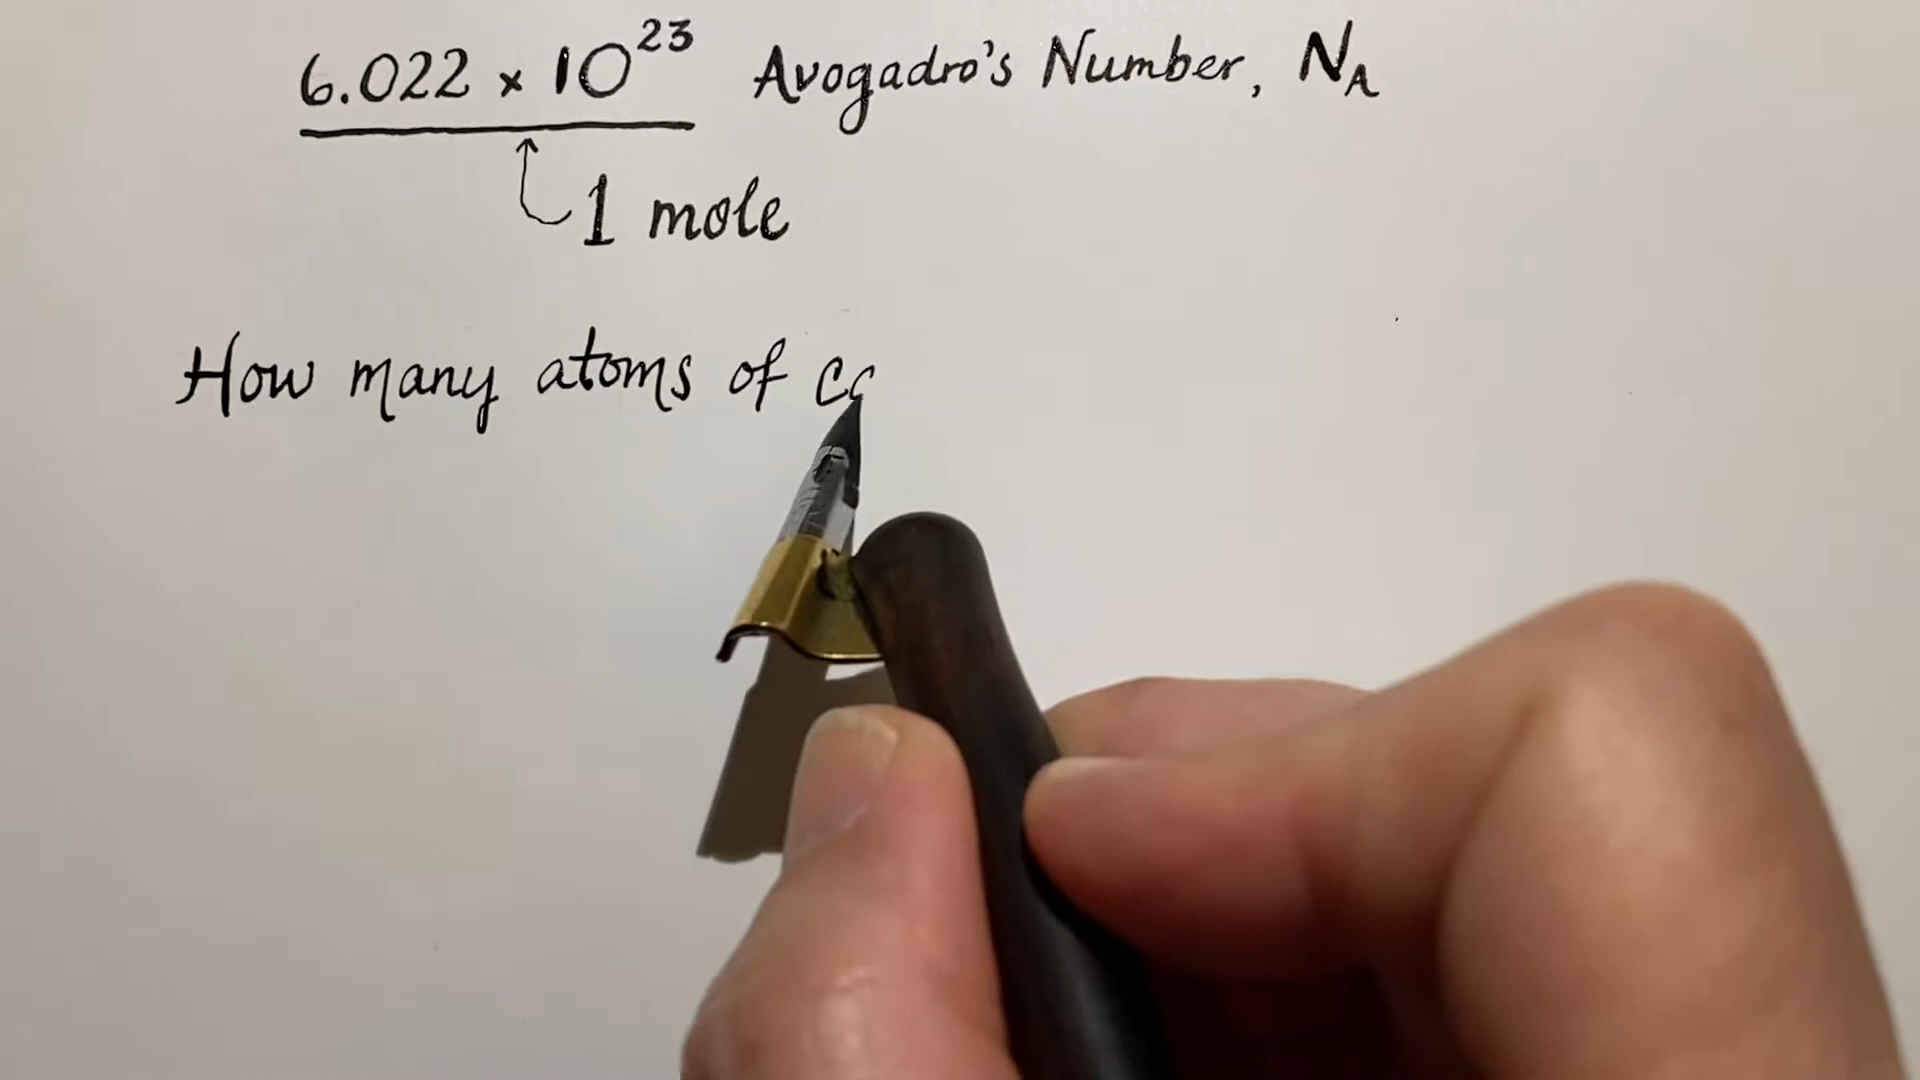 6.022 × 10²³ Avogadro's Number, N_A
1 mole
How many atoms of